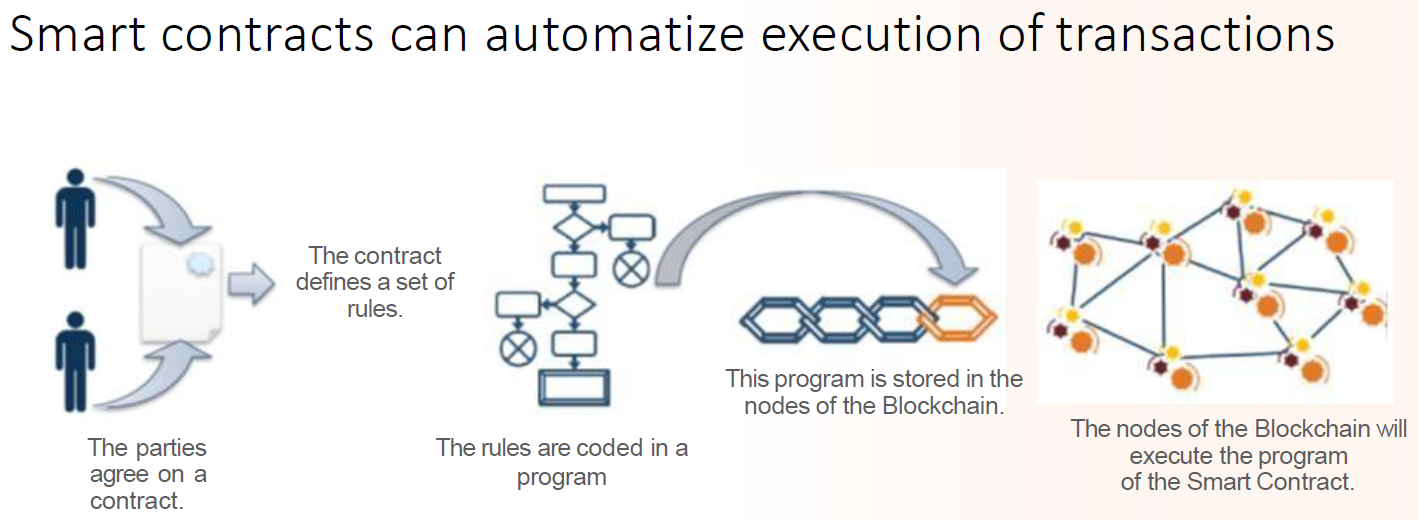 Smart contracts can automatize execution of transactions
The parties
agree on a
contract.
The contract
defines a set of
rules.
The rules are coded in a
program
This program is stored in the
nodes of the Blockchain.
The nodes of the Blockchain will
execute the program
of the Smart Contract.